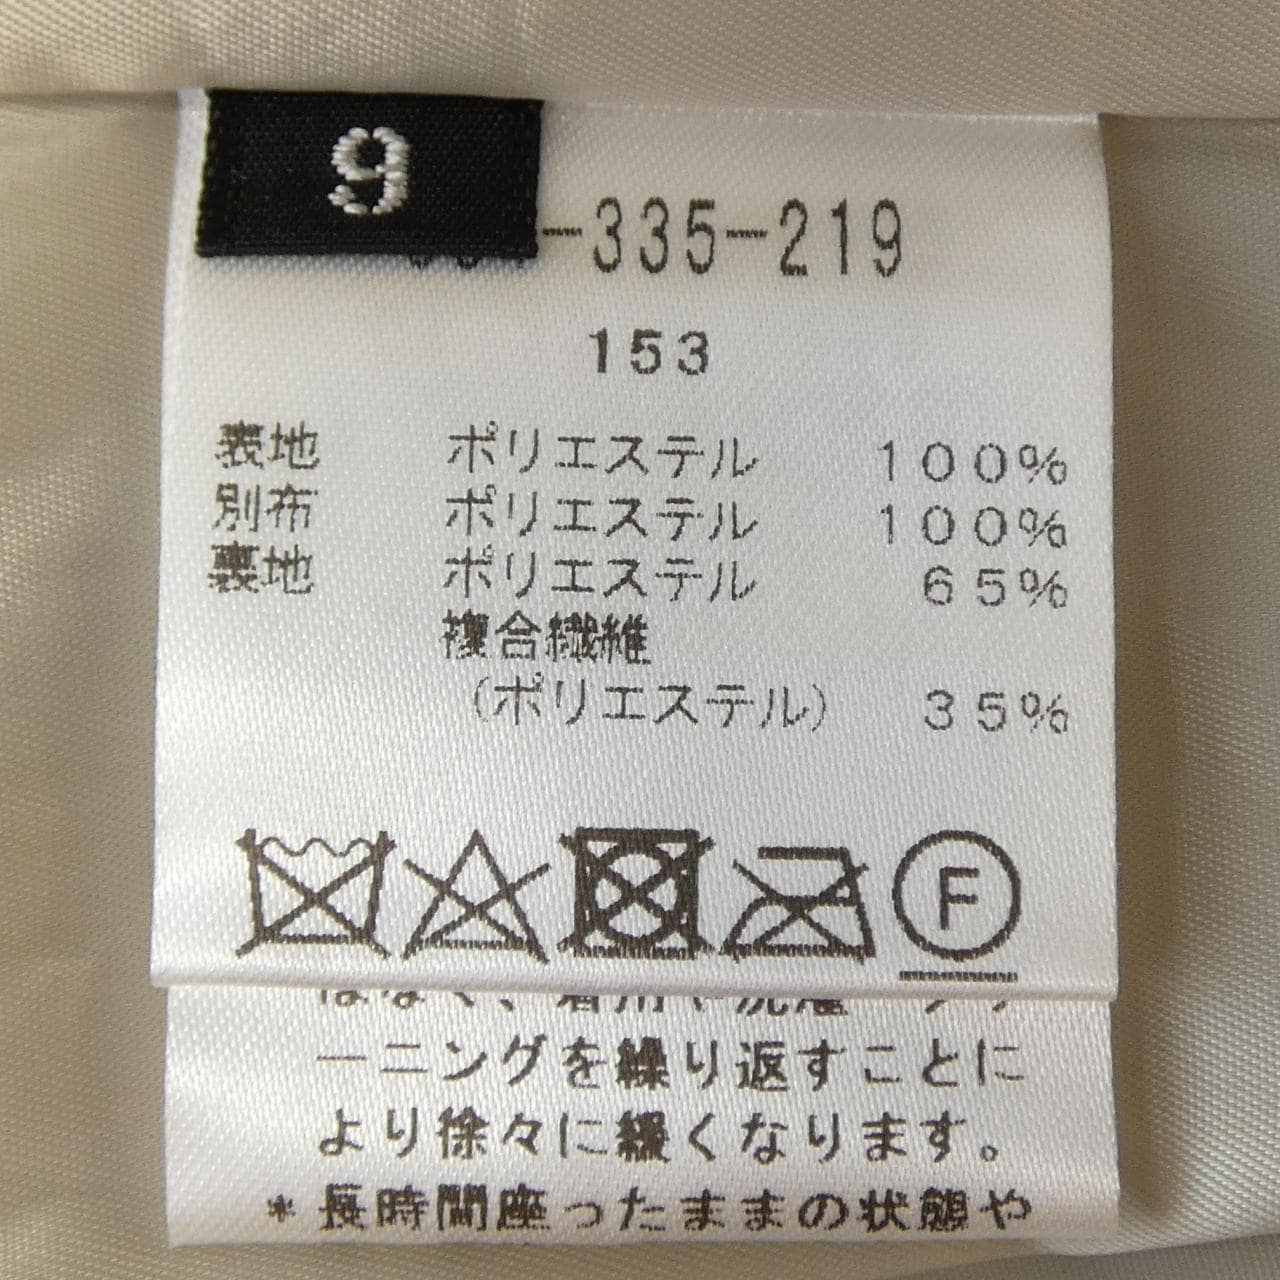 9
-335-219
153
表地 ポリエステル 100%
別布 ポリエステル 100%
裏地 ポリエステル 65%
複合繊維
(ポリエステル) 35%
F
ーニングを繰り返すことに
より徐々に緩くなります。
*長時間座ったままの状態や